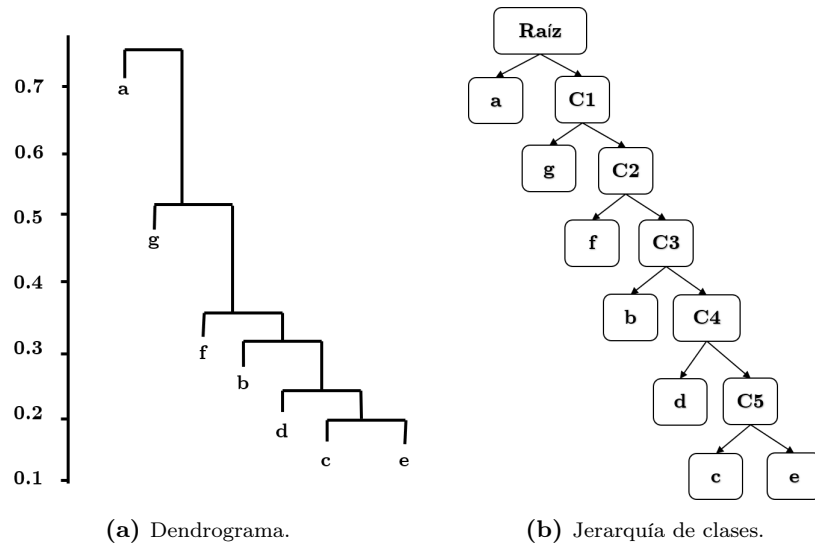 0.7
0.6
0.5
0.4
0.3
0.2
0.1
a
g
f
b
d
c e
(a) Dendrograma.
Raíz
a C1
g C2
f C3
b C4
d C5
c e
(b) Jerarquía de clases.